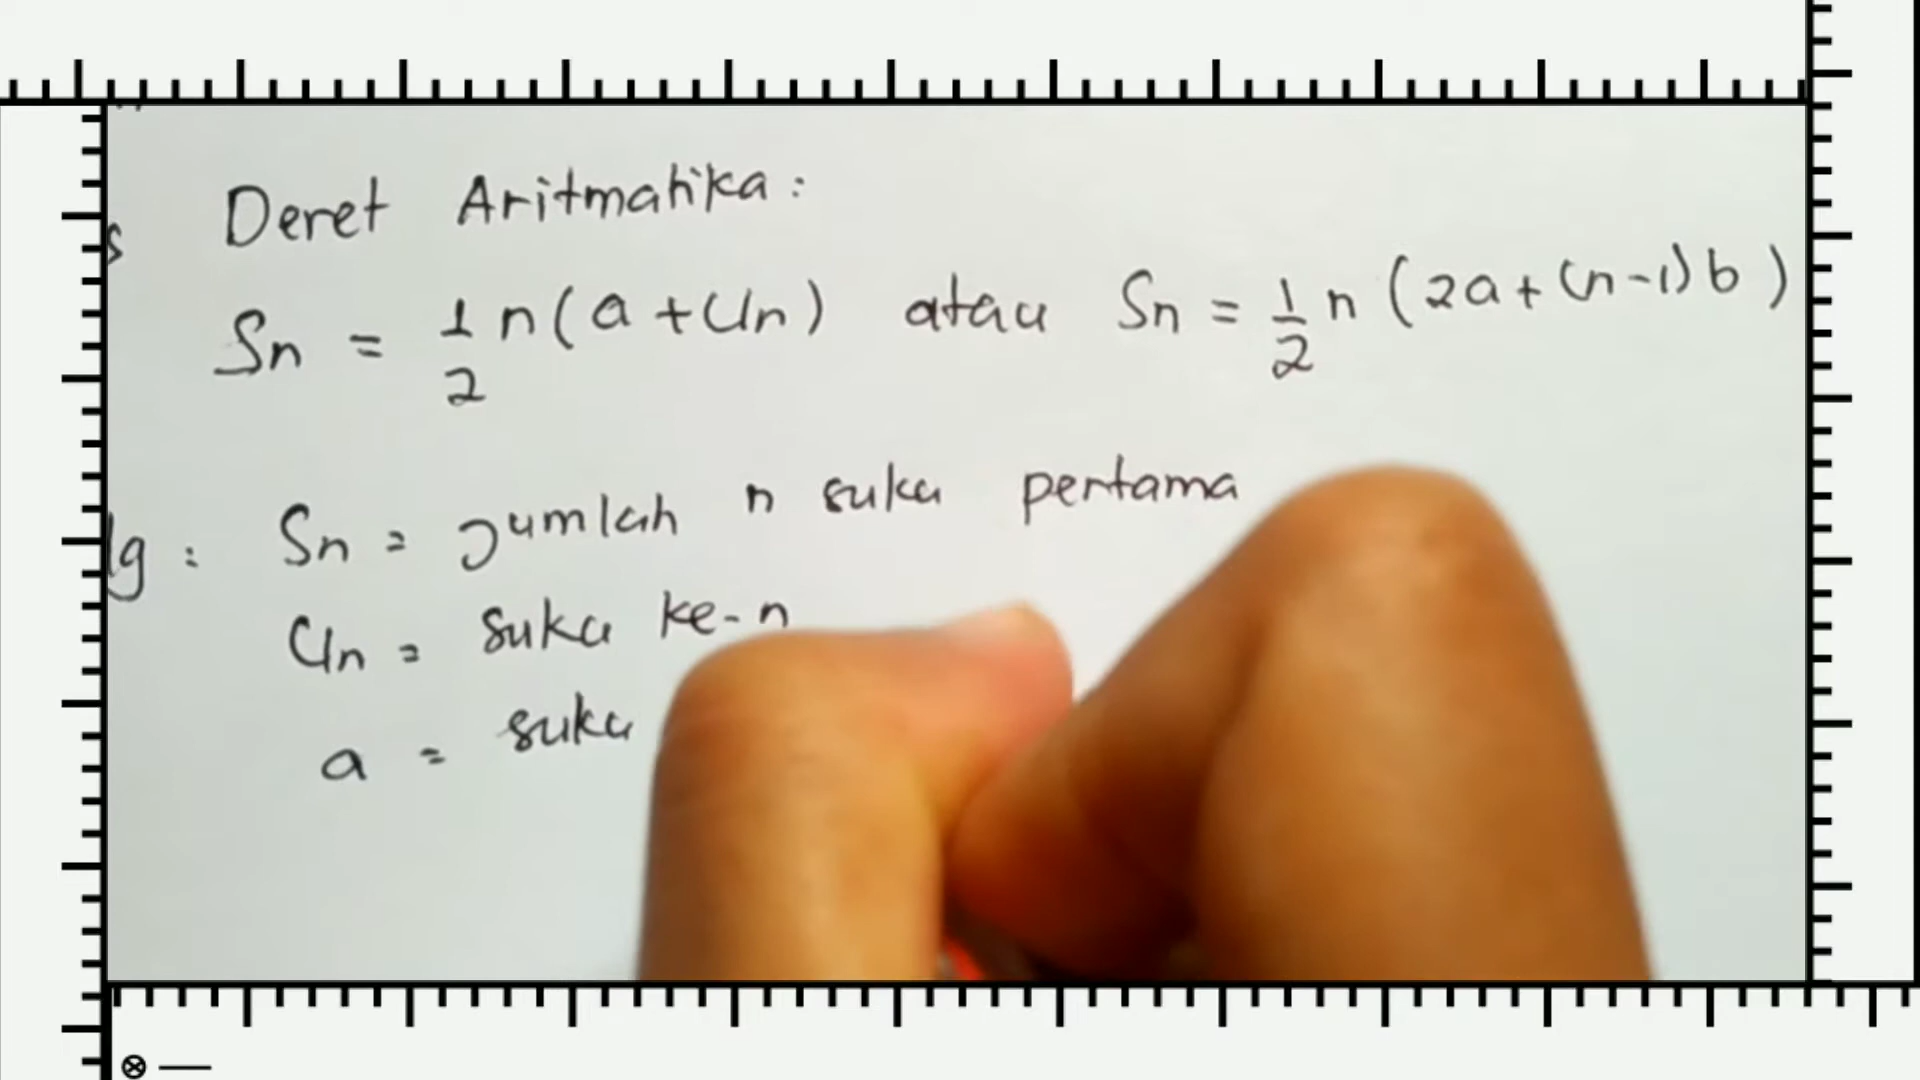 Deret Aritmatika:
Sn = 1/2 n(a + Un) atau Sn = 1/2 n (2a + (n-1)b)
Sn = Jumlah n suku pertama
Un = suku ke-n
a = suku